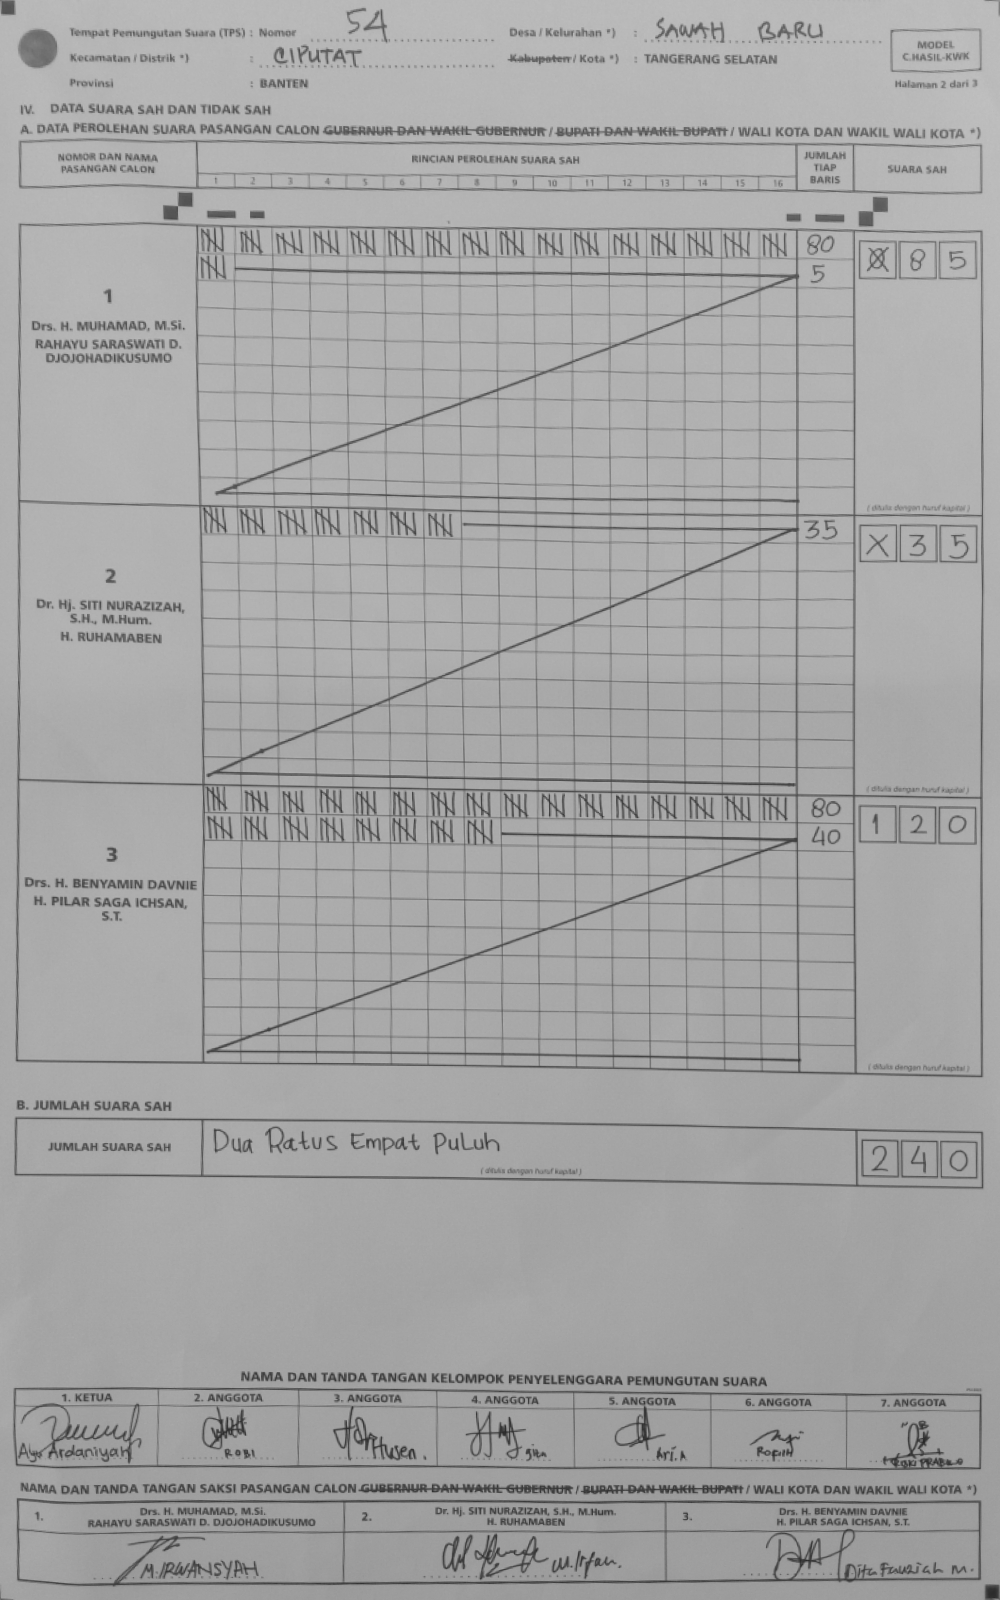 Tempat Pemungutan Suara (TPS) : Nomor 54 Desa / Kelurahan *) : SAWAH BARU
Kecamatan / Distrik *) : CIPUTAT Kabupaten / Kota *) : TANGERANG SELATAN
Provinsi : BANTEN
MODEL
C.HASIL-KWK
Halaman 2 dari 3
IV. DATA SUARA SAH DAN TIDAK SAH
A. DATA PEROLEHAN SUARA PASANGAN CALON GUBERNUR DAN WAKIL GUBERNUR / BUPATI DAN WAKIL BUPATI / WALI KOTA DAN WAKIL WALI KOTA *)
NOMOR DAN NAMA
PASANGAN CALON
RINCIAN PEROLEHAN SUARA SAH
1 2 3 4 5 6 7 8 9 10 11 12 13 14 15 16
JUMLAH
TIAP
BARIS
SUARA SAH
1
Drs. H. MUHAMAD, M.Si.
RAHAYU SARASWATI D.
DJOJOHADIKUSUMO
80
5
X 8 5
( ditulis dengan huruf kapital )
2
Dr. Hj. SITI NURAZIZAH,
S.H., M.Hum.
H. RUHAMABEN
35
X 3 5
( ditulis dengan huruf kapital )
3
Drs. H. BENYAMIN DAVNIE
H. PILAR SAGA ICHSAN,
S.T.
80
40
1 2 0
( ditulis dengan huruf kapital )
B. JUMLAH SUARA SAH
JUMLAH SUARA SAH
Dua Ratus Empat Puluh
( ditulis dengan huruf kapital )
2 4 0
NAMA DAN TANDA TANGAN KELOMPOK PENYELENGGARA PEMUNGUTAN SUARA
1. KETUA 2. ANGGOTA 3. ANGGOTA 4. ANGGOTA 5. ANGGOTA 6. ANGGOTA 7. ANGGOTA
Ardaniyah ROBI Husen. gian Ari.A ROPIIH
NAMA DAN TANDA TANGAN SAKSI PASANGAN CALON GUBERNUR DAN WAKIL GUBERNUR / BUPATI DAN WAKIL BUPATI / WALI KOTA DAN WAKIL WALI KOTA *)
1. Drs. H. MUHAMAD, M.Si.
RAHAYU SARASWATI D. DJOJOHADIKUSUMO
M.IRWANSYAH
2. Dr. Hj. SITI NURAZIZAH, S.H., M.Hum.
H. RUHAMABEN
M.Irfan.
3. Drs. H. BENYAMIN DAVNIE
H. PILAR SAGA ICHSAN, S.T.
Dita Fauziah M.